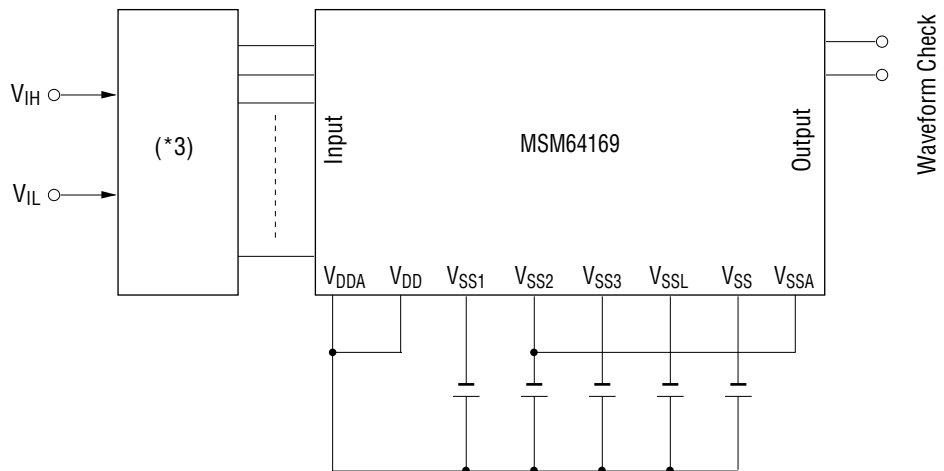 V_IH
V_IL
(*3)
Input
MSM64169
Output
Waveform Check
V_DDA V_DD V_SS1 V_SS2 V_SS3 V_SSL V_SS V_SSA